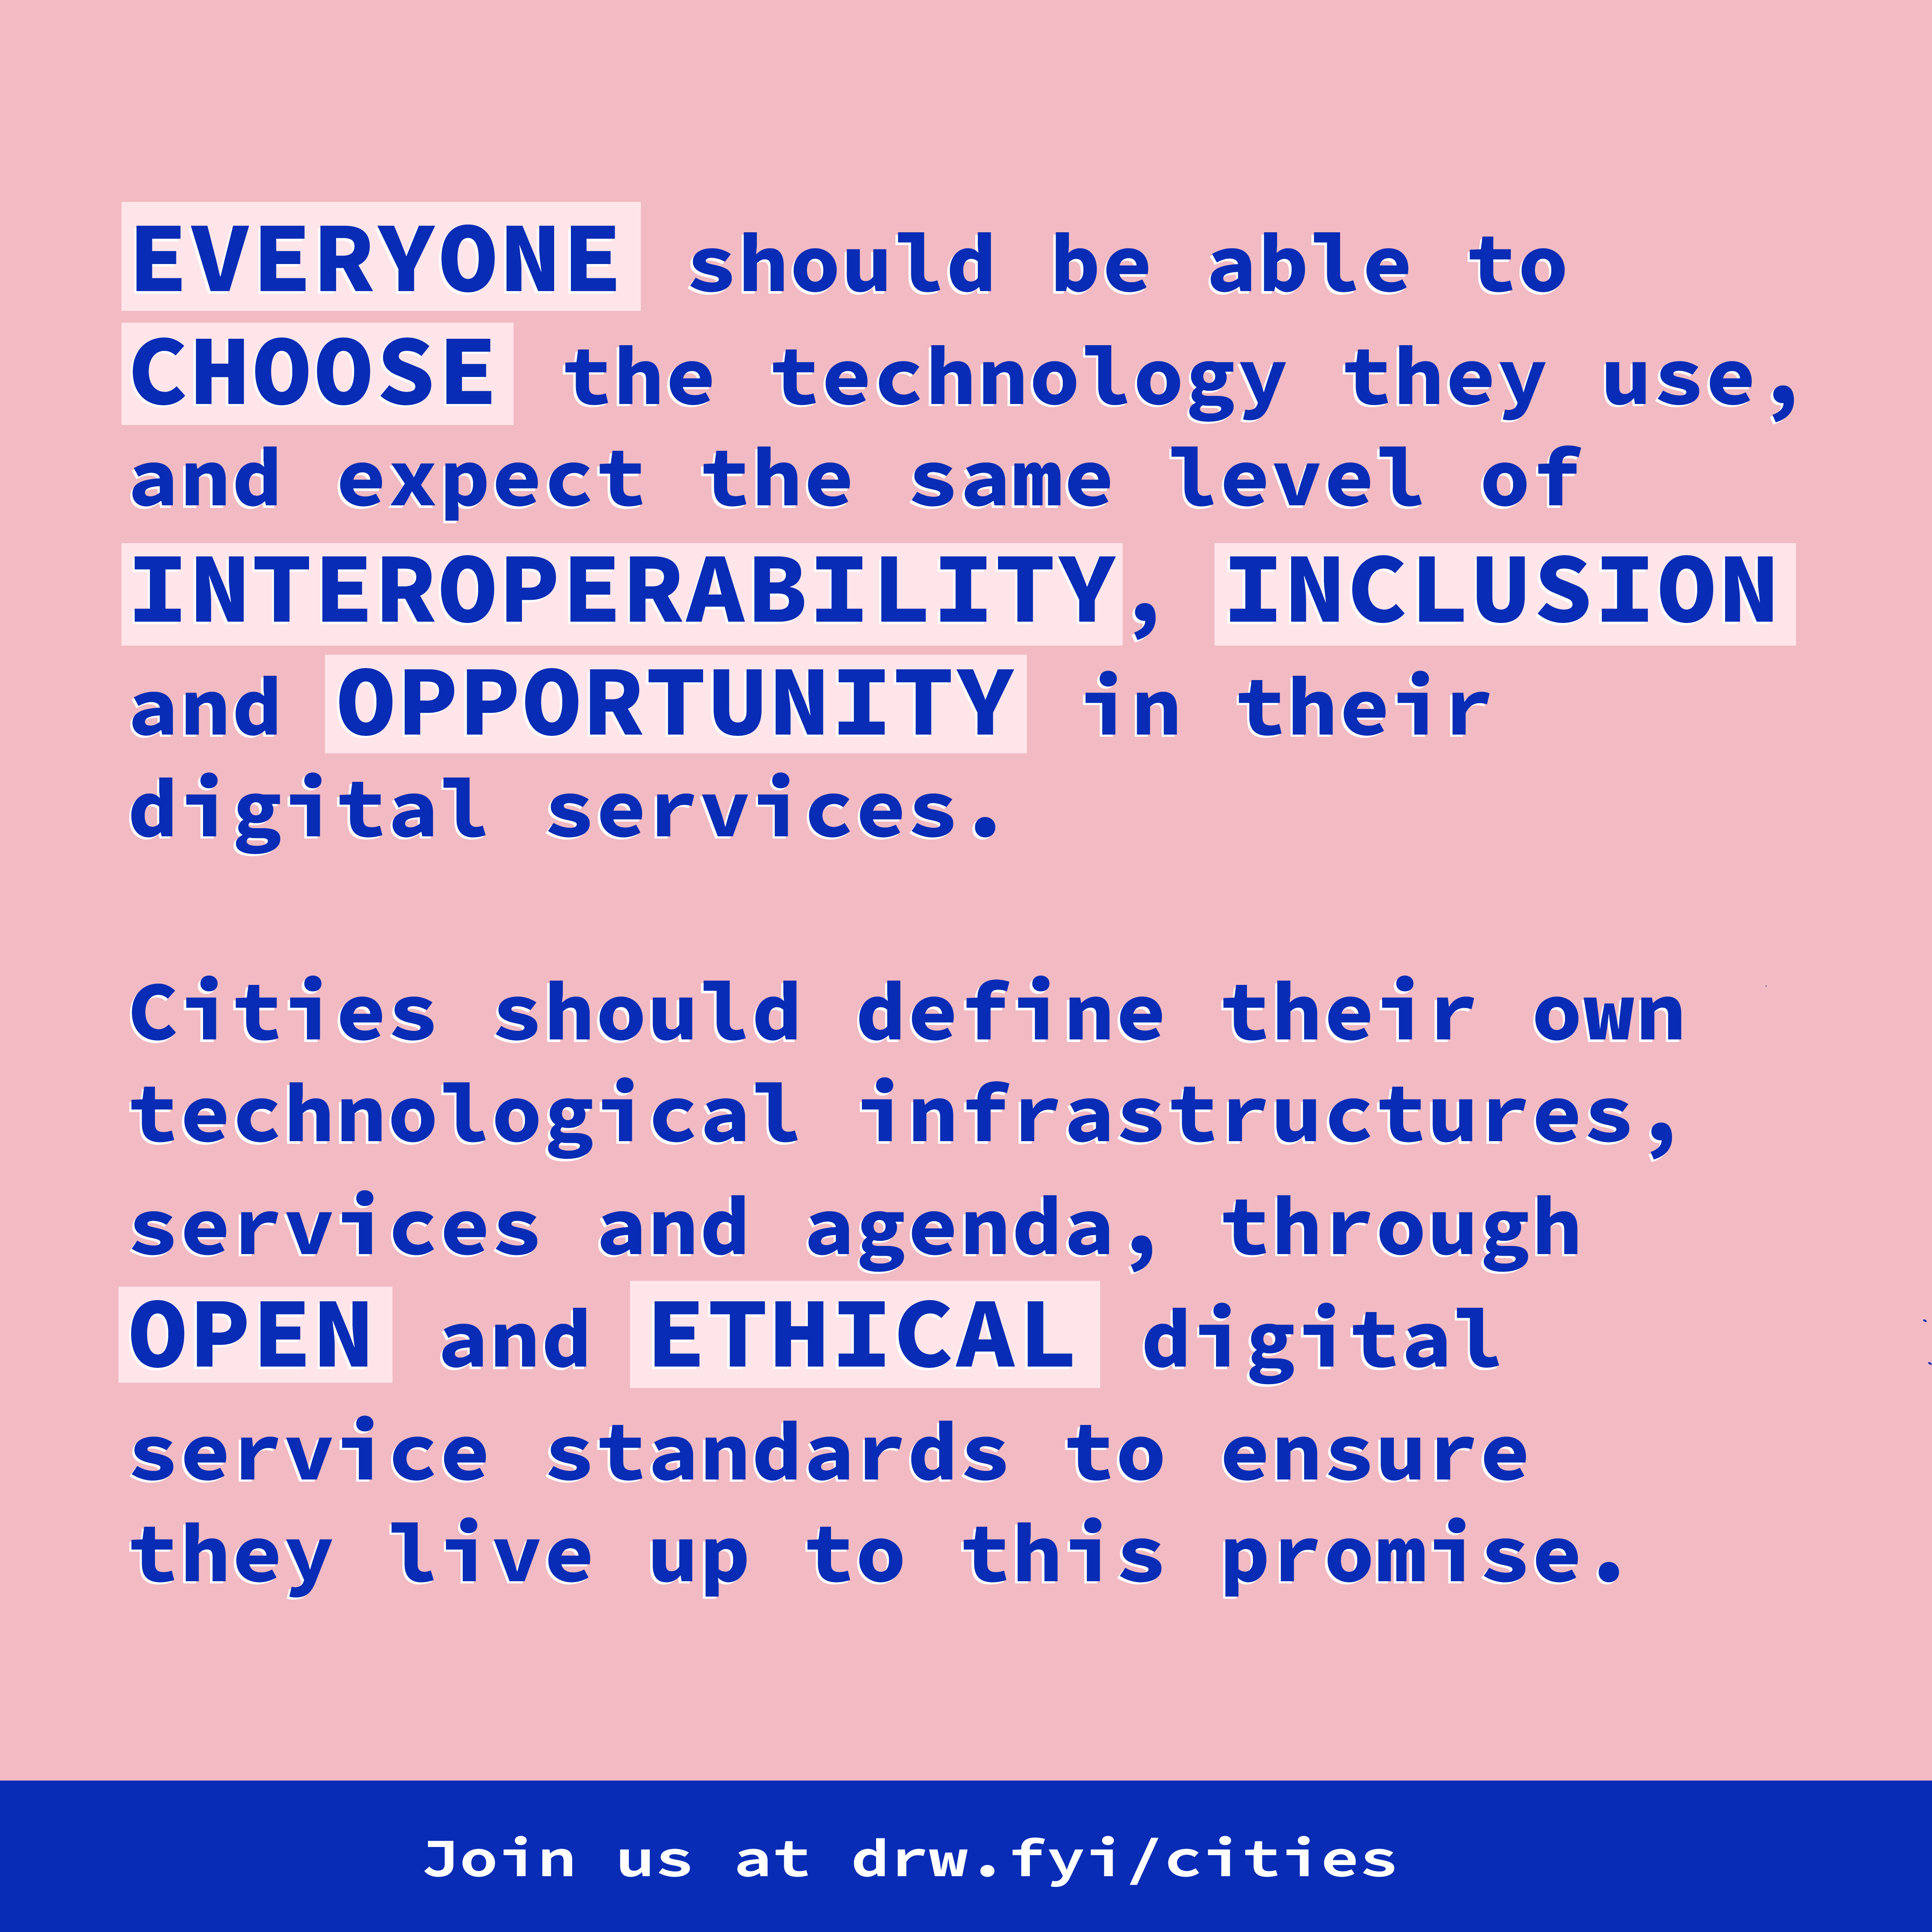 EVERYONE should be able to
CHOOSE the technology they use,
and expect the same level of
INTEROPERABILITY, INCLUSION
and OPPORTUNITY in their
digital services.
Cities should define their own
technological infrastructures,
services and agenda, through
OPEN and ETHICAL digital
service standards to ensure
they live up to this promise.
Join us at drw.fyi/cities